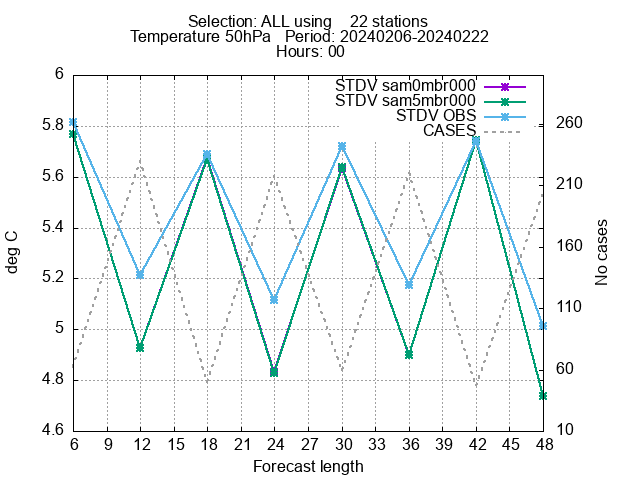 Selection: ALL using    22 stations
Temperature 50hPa   Period: 20240206-20240222
Hours: 00
STDV sam0mbr000
STDV sam5mbr000
STDV OBS
CASES
6
5.8
5.6
5.4
5.2
5
4.8
4.6
deg C
260
210
160
110
60
10
No cases
6 9 12 15 18 21 24 27 30 33 36 39 42 45 48
Forecast length